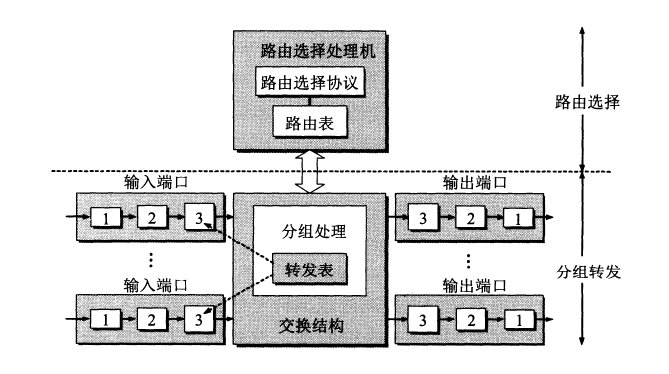 路由选择处理机
路由选择协议
路由表
路由选择
输入端口
输出端口
1 2 3
3 2 1
分组处理
转发表
分组转发
输入端口
输出端口
1 2 3
3 2 1
交换结构